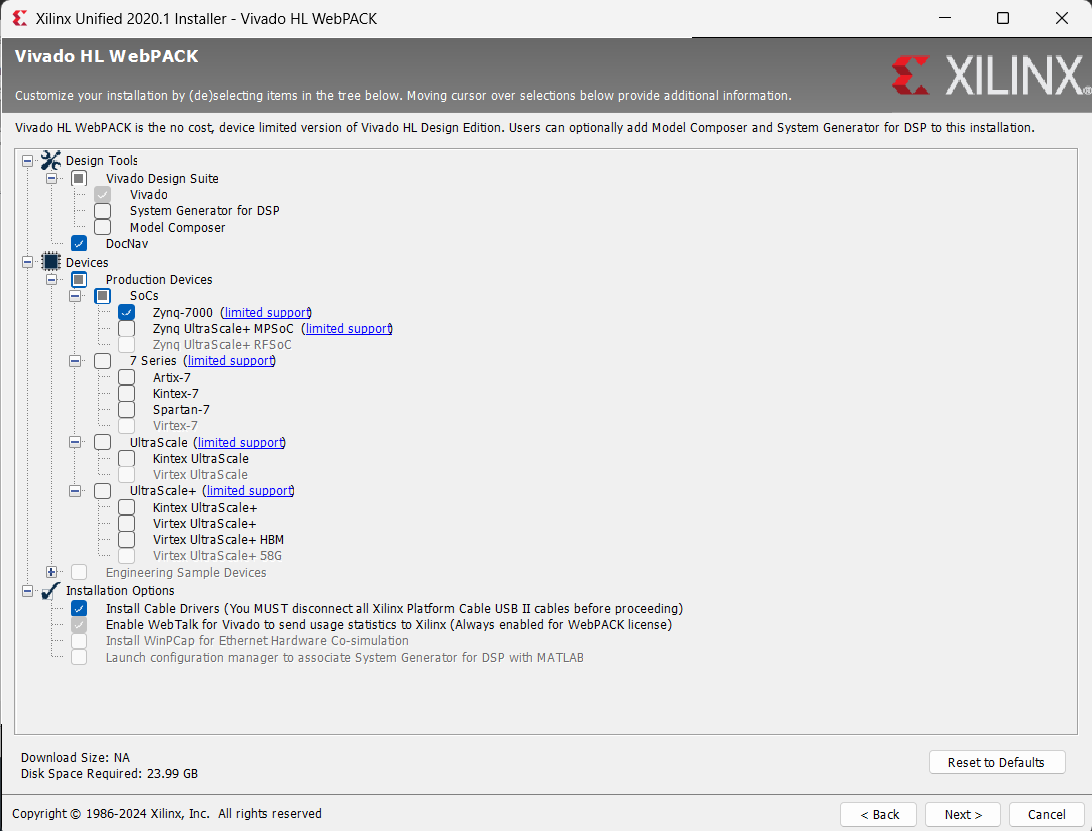 Xilinx Unified 2020.1 Installer - Vivado HL WebPACK
Vivado HL WebPACK
Customize your installation by (de)selecting items in the tree below. Moving cursor over selections below provide additional information.
XILINX®
Vivado HL WebPACK is the no cost, device limited version of Vivado HL Design Edition. Users can optionally add Model Composer and System Generator for DSP to this installation.
Design Tools
Vivado Design Suite
Vivado
System Generator for DSP
Model Composer
DocNav
Devices
Production Devices
SoCs
Zynq-7000 (limited support)
Zynq UltraScale+ MPSoC (limited support)
Zynq UltraScale+ RFSoC
7 Series (limited support)
Artix-7
Kintex-7
Spartan-7
Virtex-7
UltraScale (limited support)
Kintex UltraScale
Virtex UltraScale
UltraScale+ (limited support)
Kintex UltraScale+
Virtex UltraScale+
Virtex UltraScale+ HBM
Virtex UltraScale+ 58G
Engineering Sample Devices
Installation Options
Install Cable Drivers (You MUST disconnect all Xilinx Platform Cable USB II cables before proceeding)
Enable WebTalk for Vivado to send usage statistics to Xilinx (Always enabled for WebPACK license)
Install WinPCap for Ethernet Hardware Co-simulation
Launch configuration manager to associate System Generator for DSP with MATLAB
Download Size: NA
Disk Space Required: 23.99 GB
Reset to Defaults
Copyright © 1986-2024 Xilinx, Inc. All rights reserved
< Back Next > Cancel